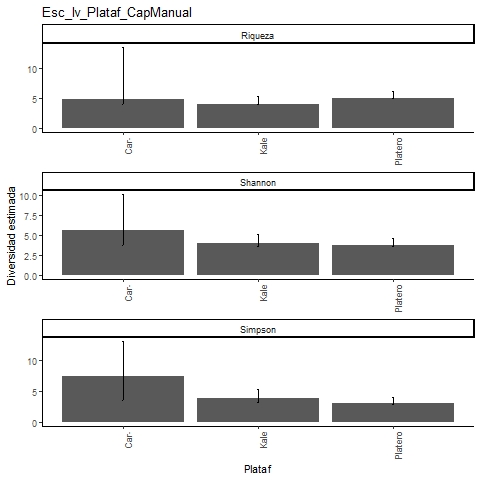 Esc_Iv_Plataf_CapManual
Riqueza
10
5
0
Car-
Kale
Platero
Shannon
10.0
7.5
5.0
2.5
0.0
Car-
Kale
Platero
Simpson
10
5
0
Car-
Kale
Platero
Diversidad estimada
Plataf